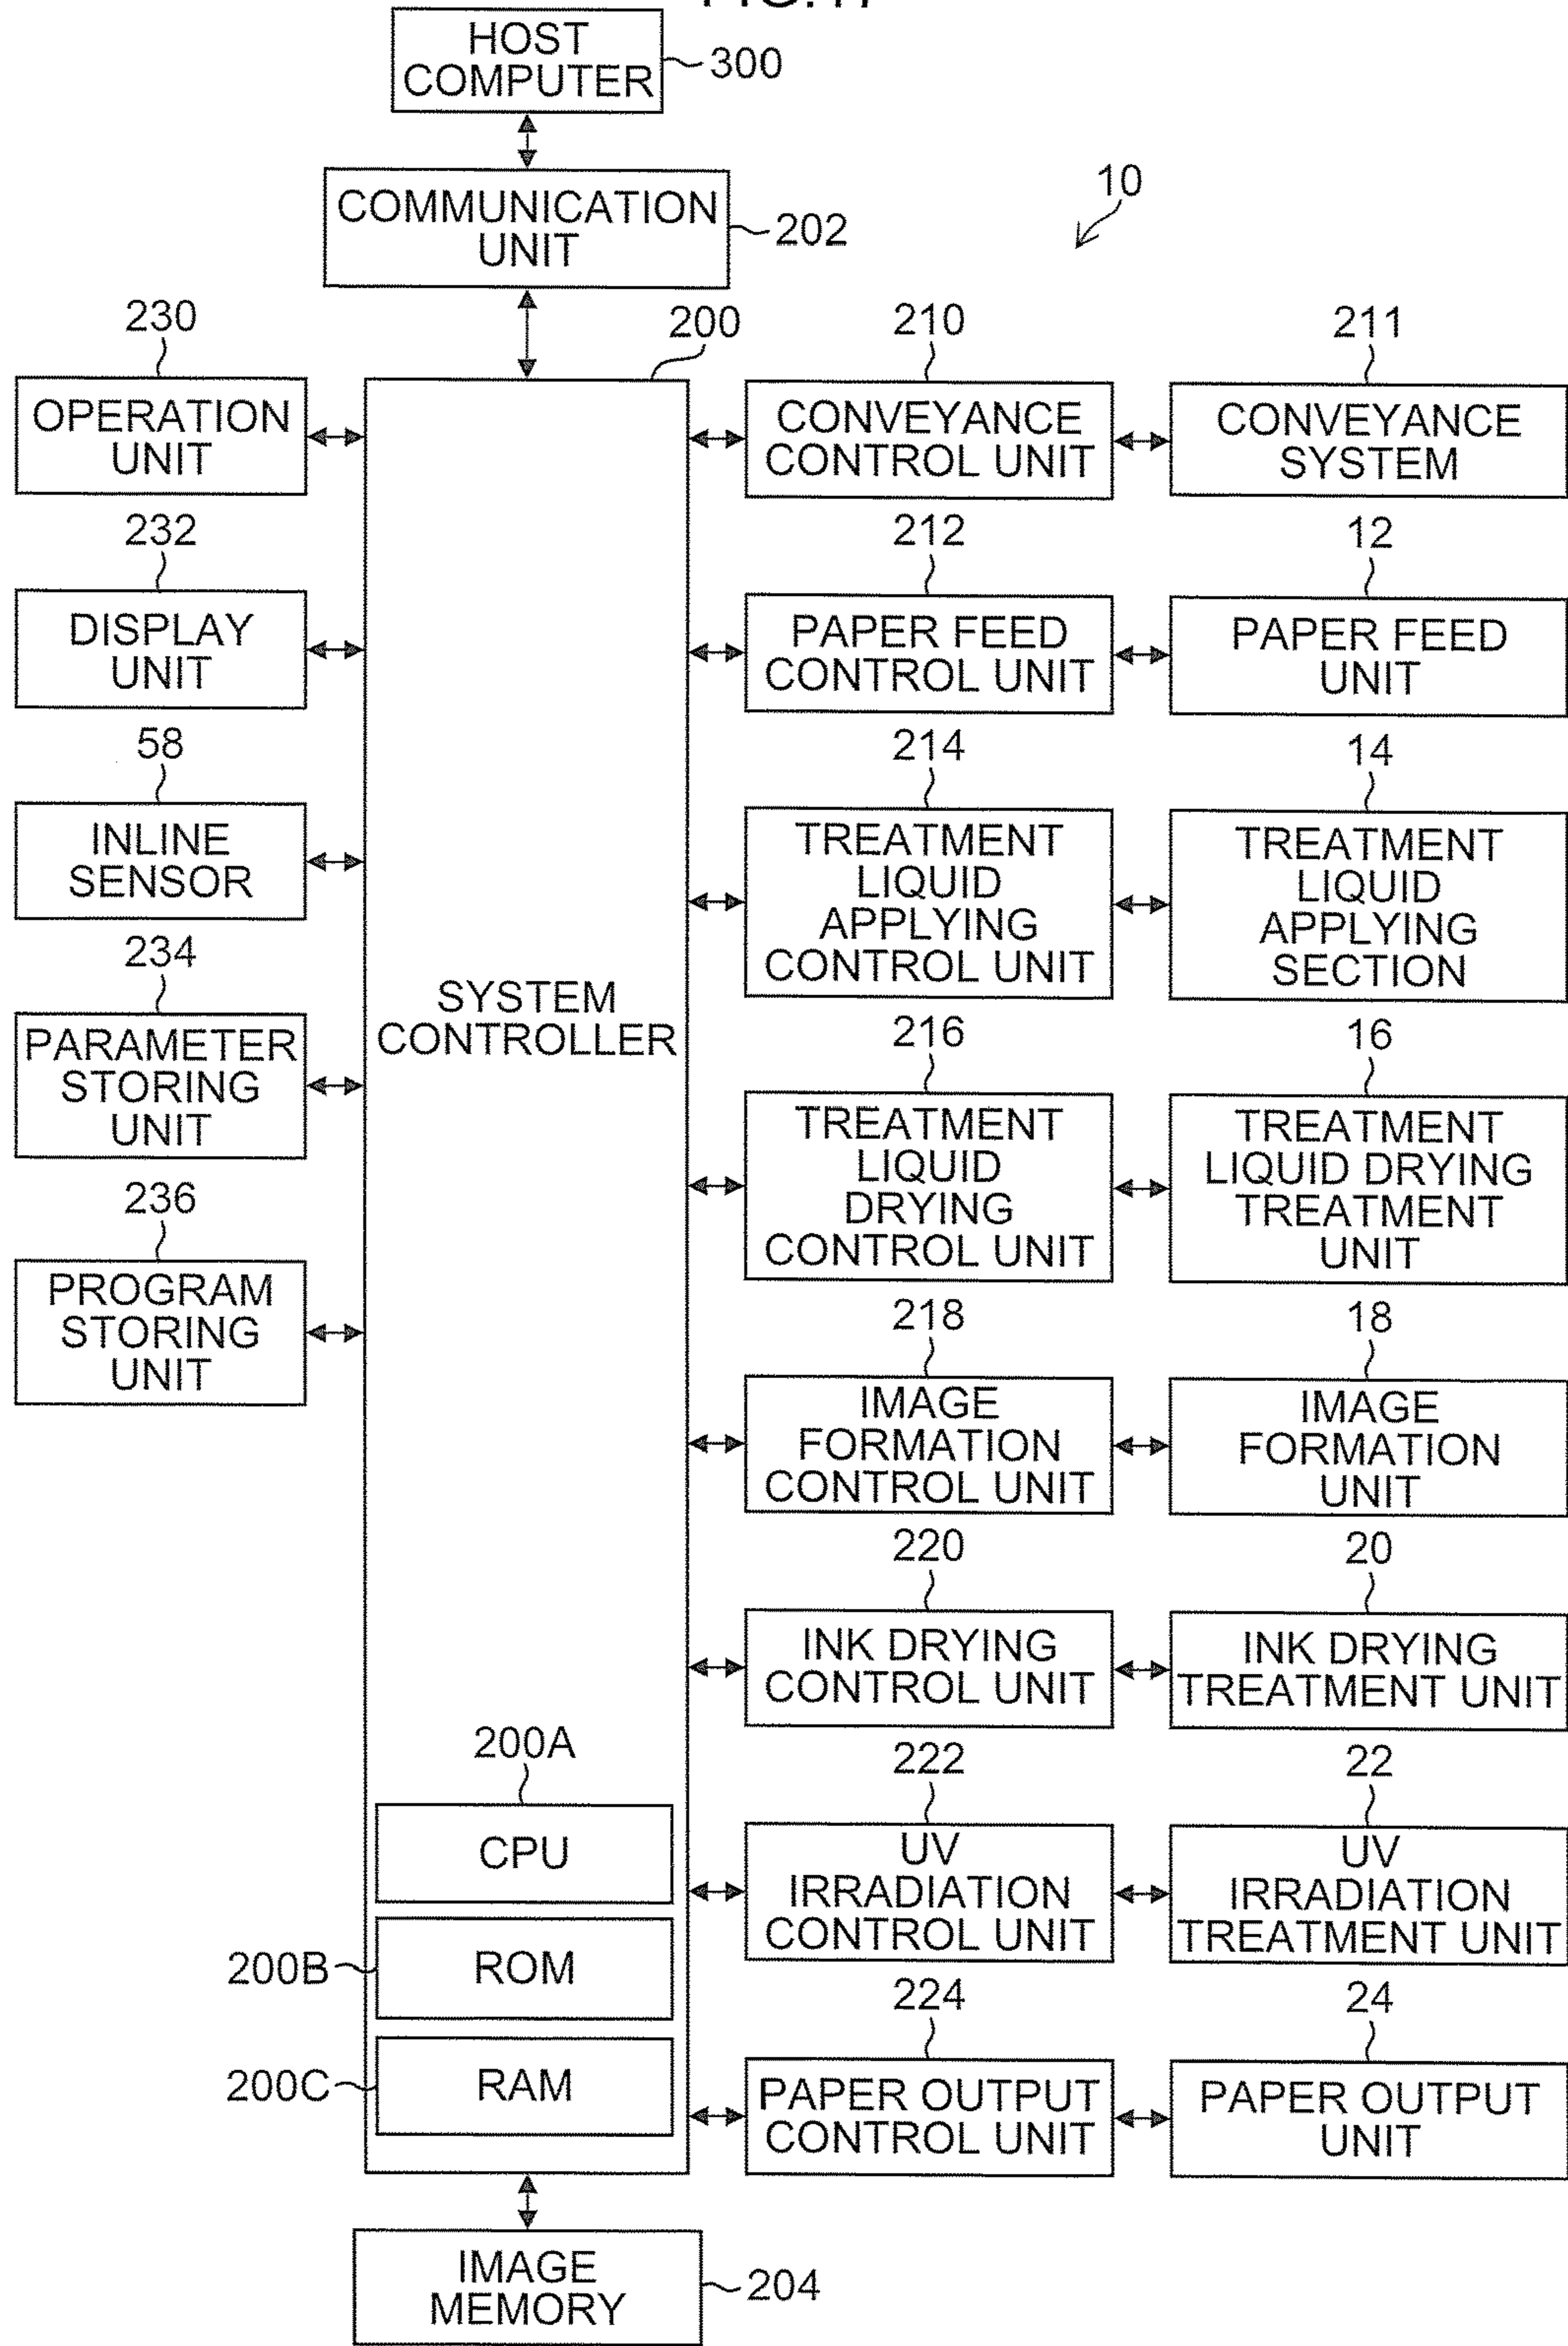 HOST
COMPUTER
300
COMMUNICATION
UNIT
202
10
230
OPERATION
UNIT
232
DISPLAY
UNIT
58
INLINE
SENSOR
234
PARAMETER
STORING
UNIT
236
PROGRAM
STORING
UNIT
200
SYSTEM
CONTROLLER
200A
CPU
200B
ROM
200C
RAM
210
CONVEYANCE
CONTROL UNIT
211
CONVEYANCE
SYSTEM
212
PAPER FEED
CONTROL UNIT
12
PAPER FEED
UNIT
214
TREATMENT
LIQUID
APPLYING
CONTROL UNIT
14
TREATMENT
LIQUID
APPLYING
SECTION
216
TREATMENT
LIQUID
DRYING
CONTROL UNIT
16
TREATMENT
LIQUID DRYING
TREATMENT
UNIT
218
IMAGE
FORMATION
CONTROL UNIT
18
IMAGE
FORMATION
UNIT
220
INK DRYING
CONTROL UNIT
20
INK DRYING
TREATMENT UNIT
222
UV
IRRADIATION
CONTROL UNIT
22
UV
IRRADIATION
TREATMENT UNIT
224
PAPER OUTPUT
CONTROL UNIT
24
PAPER OUTPUT
UNIT
IMAGE
MEMORY
204